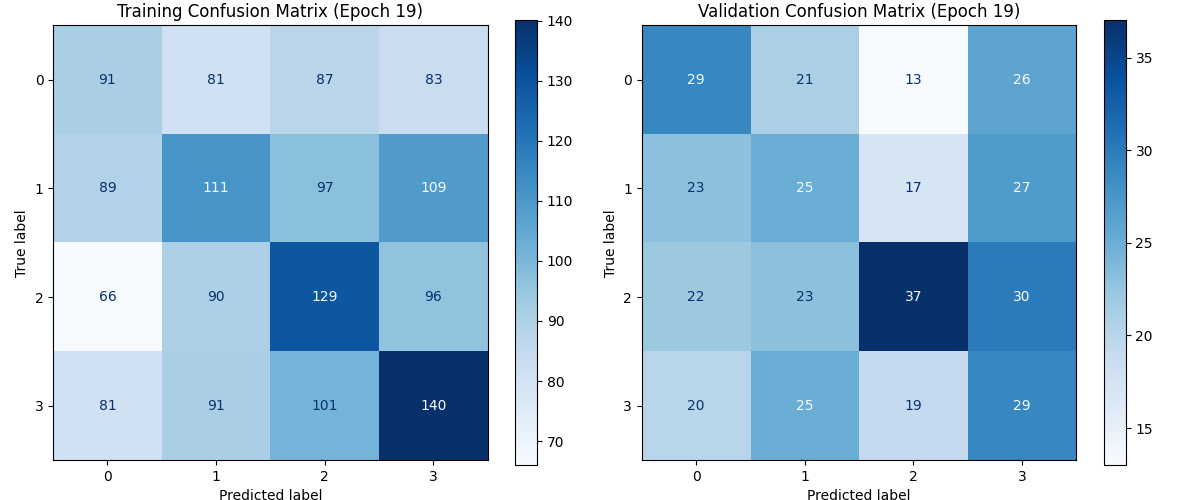 Training Confusion Matrix (Epoch 19)
True label
0 91 81 87 83
1 89 111 97 109
2 66 90 129 96
3 81 91 101 140
0 1 2 3
Predicted label
140
130
120
110
100
90
80
70
Validation Confusion Matrix (Epoch 19)
True label
0 29 21 13 26
1 23 25 17 27
2 22 23 37 30
3 20 25 19 29
0 1 2 3
Predicted label
35
30
25
20
15